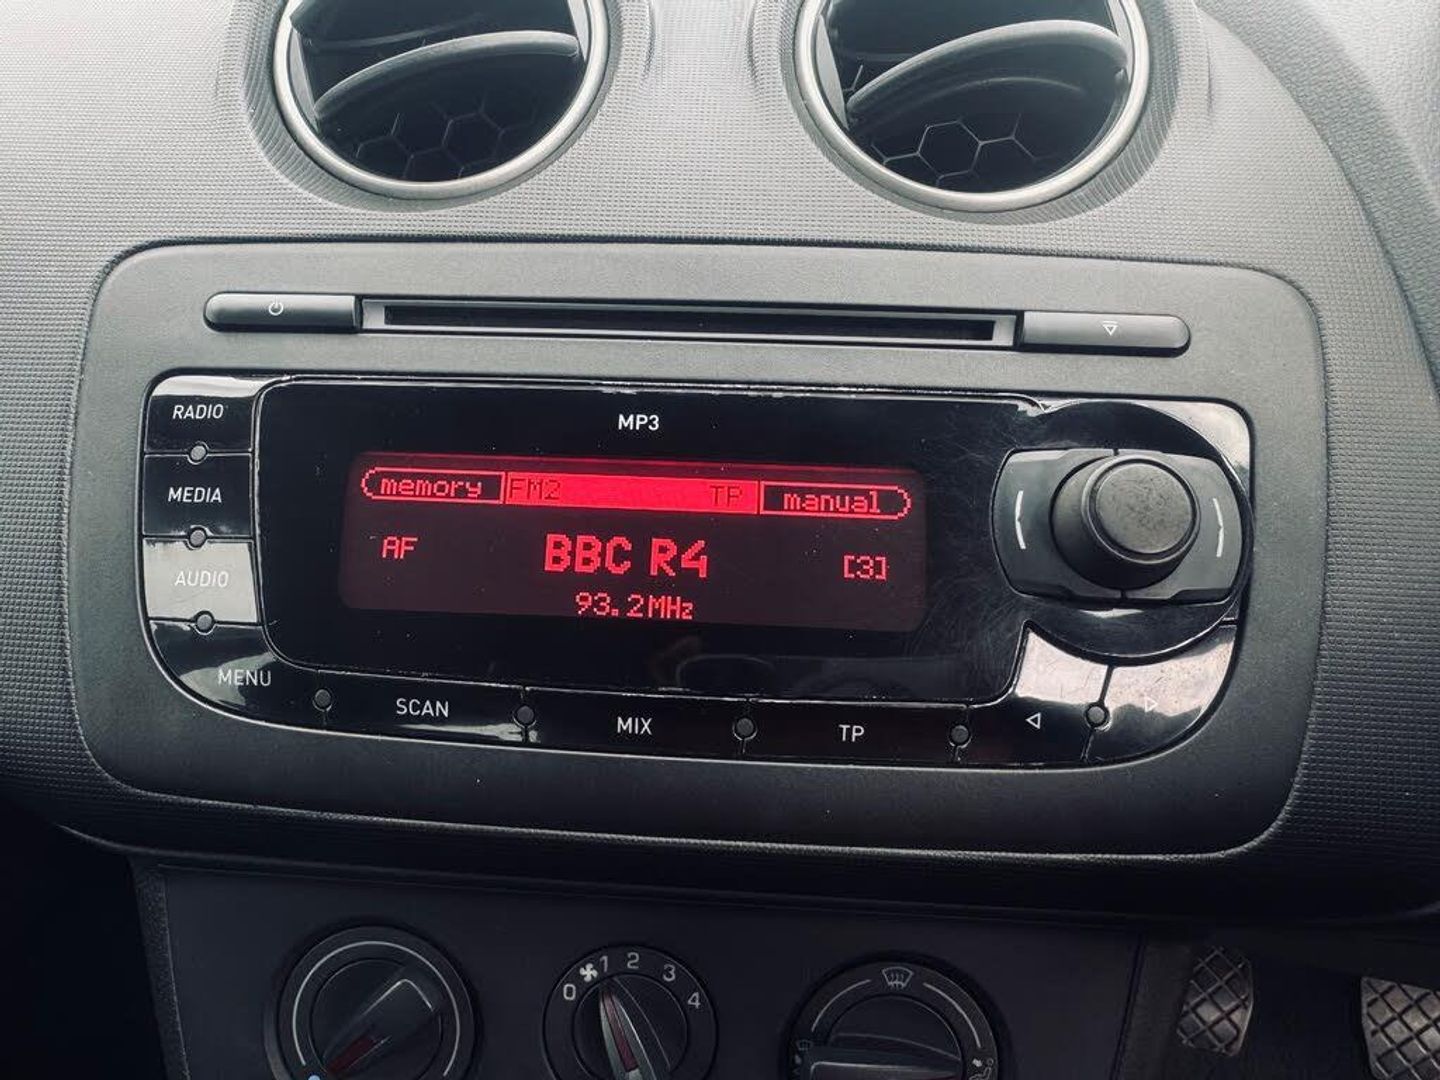 MP3
RADIO
MEDIA
AUDIO
MENU
memory FM2 TP manual
AF BBC R4 [3]
93.2MHz
SCAN MIX TP
0 1 2 3 4